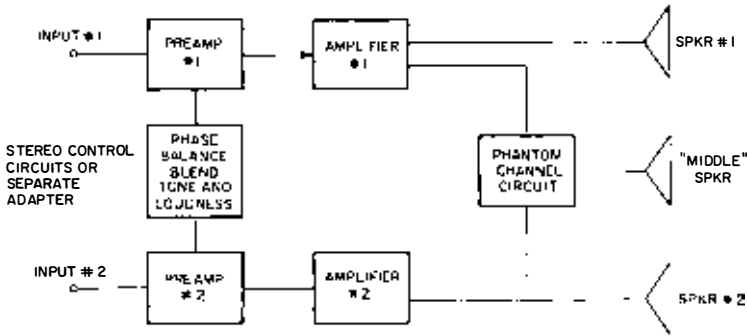 INPUT #1
PREAMP
#1
AMPLIFIER
#1
SPKR #1
STEREO CONTROL
CIRCUITS OR
SEPARATE
ADAPTER
PHASE
BALANCE
BLEND
TONE AND
LOUDNESS
PHANTOM
CHANNEL
CIRCUIT
"MIDDLE"
SPKR
INPUT #2
PREAMP
#2
AMPLIFIER
#2
SPKR #2